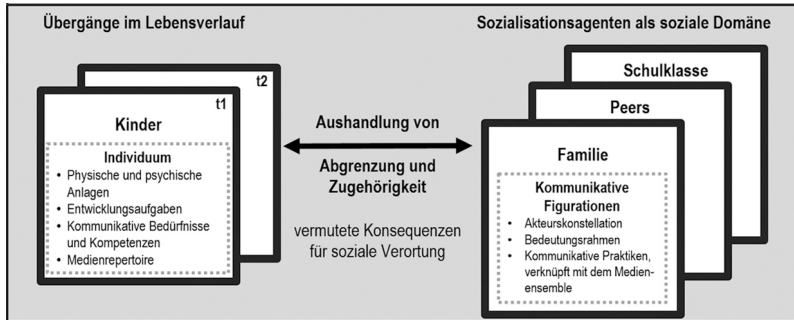 Übergänge im Lebensverlauf
t2
t1
Kinder
Individuum
• Physische und psychische
Anlagen
• Entwicklungsaufgaben
• Kommunikative Bedürfnisse
und Kompetenzen
• Medienrepertoire
Aushandlung von
Abgrenzung und
Zugehörigkeit
vermutete Konsequenzen
für soziale Verortung
Sozialisationsagenten als soziale Domäne
Schulklasse
Peers
Familie
Kommunikative
Figurationen
• Akteurskonstellation
• Bedeutungsrahmen
• Kommunikative Praktiken,
verknüpft mit dem Medien-
ensemble